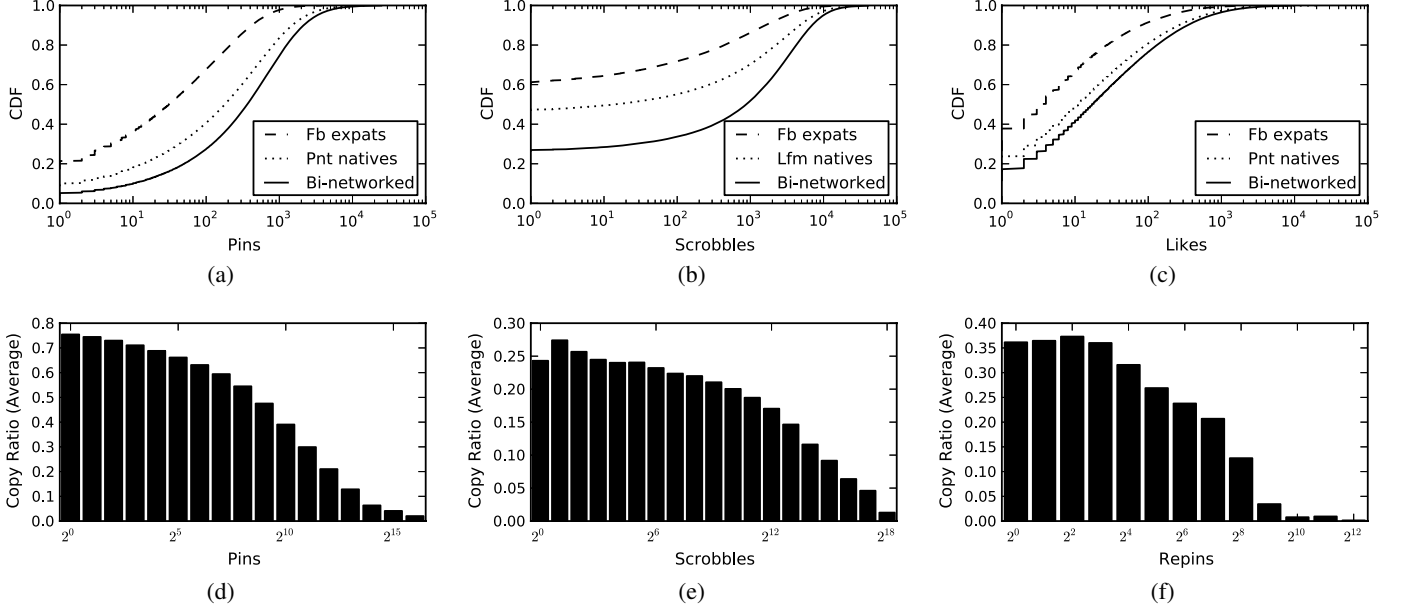 1.0
0.8
0.6
0.4
0.2
0.0
CDF
Fb expats
Pnt natives
Bi-networked
10^0 10^1 10^2 10^3 10^4 10^5
Pins
(a)
1.0
0.8
0.6
0.4
0.2
0.0
CDF
Fb expats
Lfm natives
Bi-networked
10^0 10^1 10^2 10^3 10^4 10^5
Scrobbles
(b)
1.0
0.8
0.6
0.4
0.2
0.0
CDF
Fb expats
Pnt natives
Bi-networked
10^0 10^1 10^2 10^3 10^4 10^5
Likes
(c)
0.8
0.7
0.6
0.5
0.4
0.3
0.2
0.1
0.0
Copy Ratio (Average)
2^0 2^5 2^10 2^15
Pins
(d)
0.30
0.25
0.20
0.15
0.10
0.05
0.00
Copy Ratio (Average)
2^0 2^6 2^12 2^18
Scrobbles
(e)
0.40
0.35
0.30
0.25
0.20
0.15
0.10
0.05
0.00
Copy Ratio (Average)
2^0 2^2 2^4 2^6 2^8 2^10 2^12
Repins
(f)